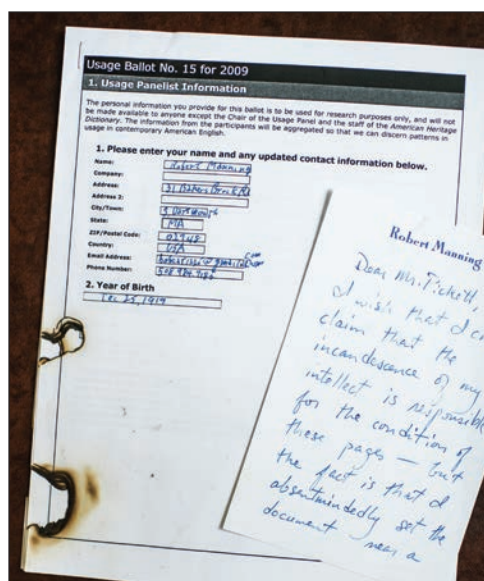 Usage Ballot No. 15 for 2009
1. Usage Panelist Information
The personal information you provide for this ballot is to be used for research purposes only, and will not
be made available to anyone except the Chair of the Usage Panel and the staff of the American Heritage
Dictionary. The information from the participants will be aggregated so that we can discern patterns in
usage in contemporary American English.
1. Please enter your name and any updated contact information below.
Name: Robert Manning
Company:
Address: 31 Bakers
Address 2:
City/Town:
State: MA
ZIP/Postal Code:
Country: USA
Email Address:
Phone Number:
2. Year of Birth
Dec 25, 1919
Robert Manning
Dear Mr. Pickett,
I wish that I
claim that the
incandescence of my
intellect is responsible
for the condition of
these pages — but
the fact is that I
absentmindedly set the
document near a